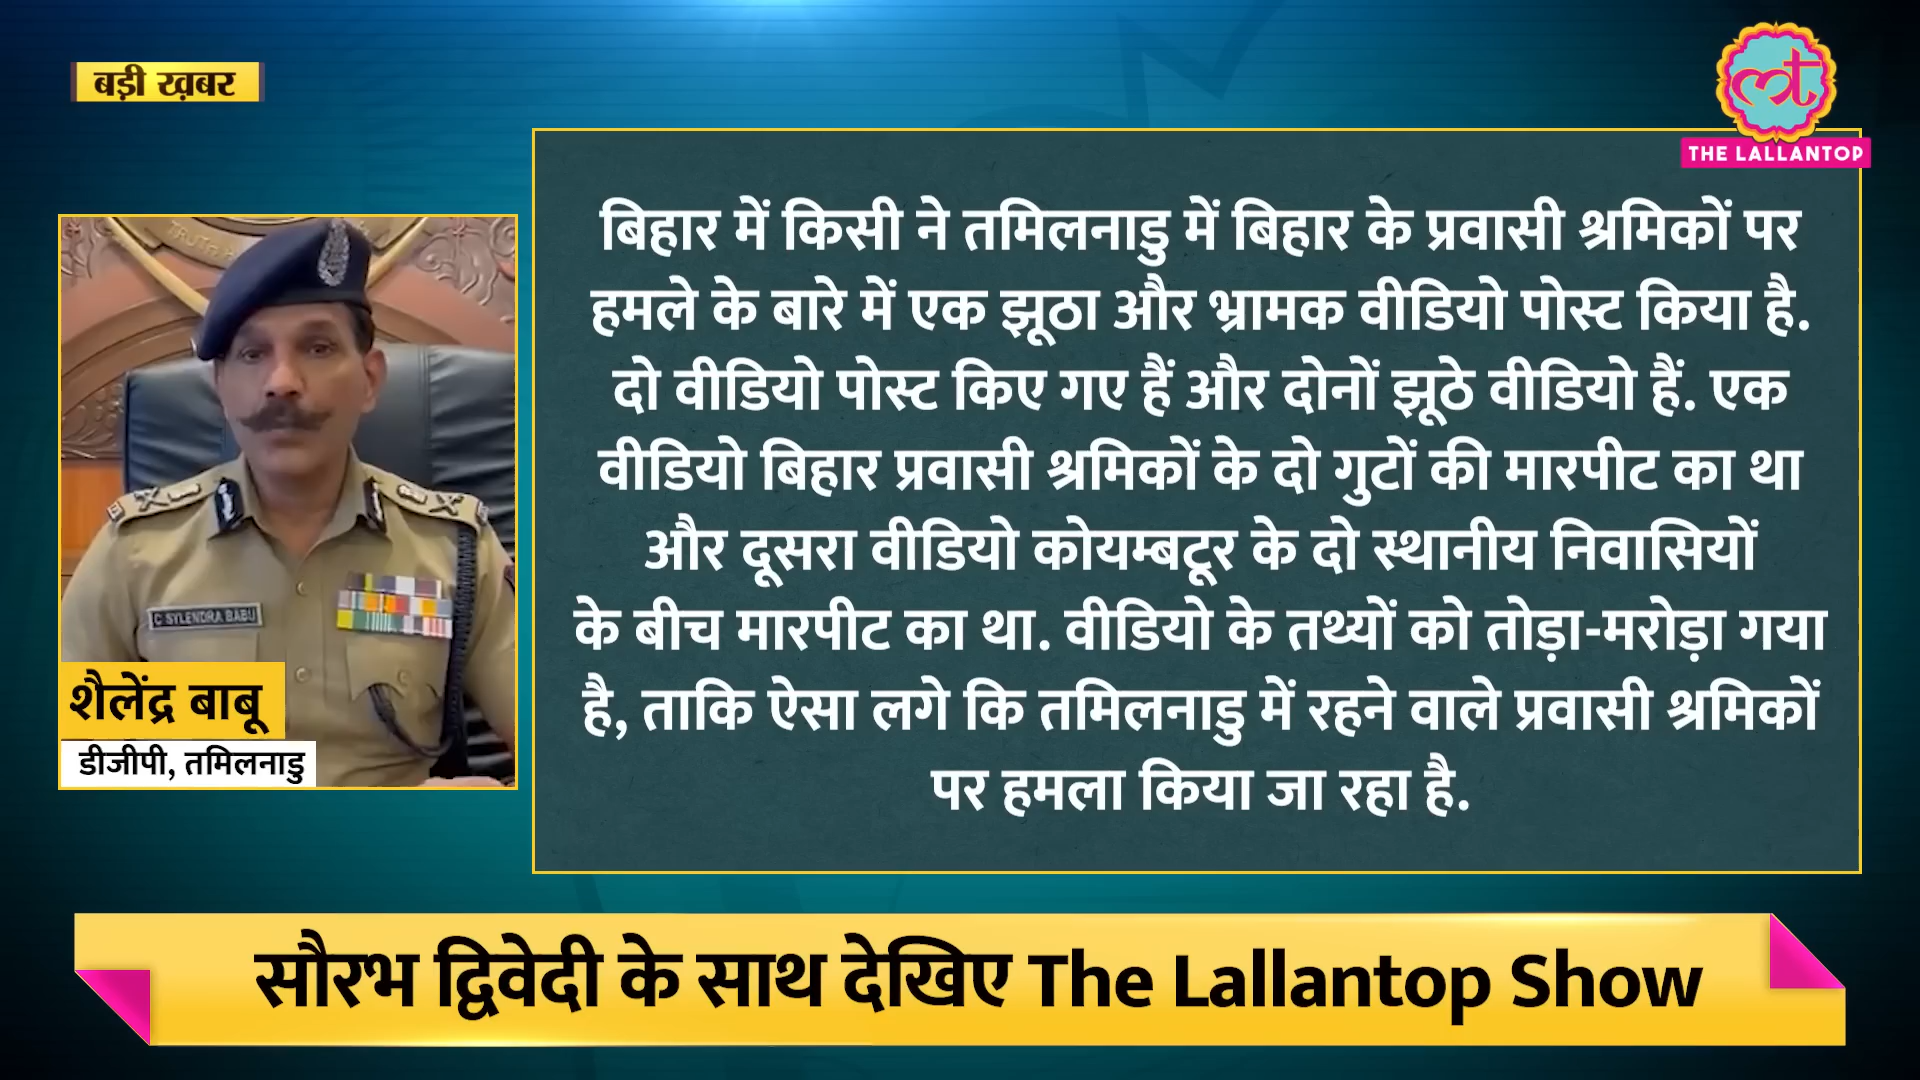 बड़ी ख़बर
THE LALLANTOP
TRUTH
बिहार में किसी ने तमिलनाडु में बिहार के प्रवासी श्रमिकों पर
हमले के बारे में एक झूठा और भ्रामक वीडियो पोस्ट किया है.
दो वीडियो पोस्ट किए गए हैं और दोनों झूठे वीडियो हैं. एक
वीडियो बिहार प्रवासी श्रमिकों के दो गुटों की मारपीट का था
और दूसरा वीडियो कोयम्बटूर के दो स्थानीय निवासियों
के बीच मारपीट का था. वीडियो के तथ्यों को तोड़ा-मरोड़ा गया
है, ताकि ऐसा लगे कि तमिलनाडु में रहने वाले प्रवासी श्रमिकों
पर हमला किया जा रहा है.
C SYLENDRA BABU
शैलेंद्र बाबू
डीजीपी, तमिलनाडु
सौरभ द्विवेदी के साथ देखिए The Lallantop Show